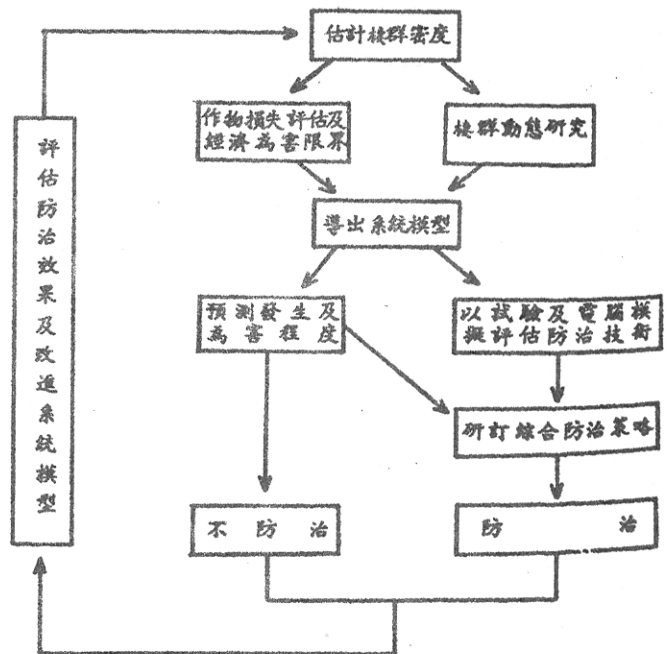 估計棲群密度
作物損失評估及
經濟為害限界
棲群動態研究
導出系統模型
預測發生及
為害程度
以試驗及電腦模
擬評估防治技術
研訂綜合防治策略
不防治
防治
評估防治效果及改進系統模型